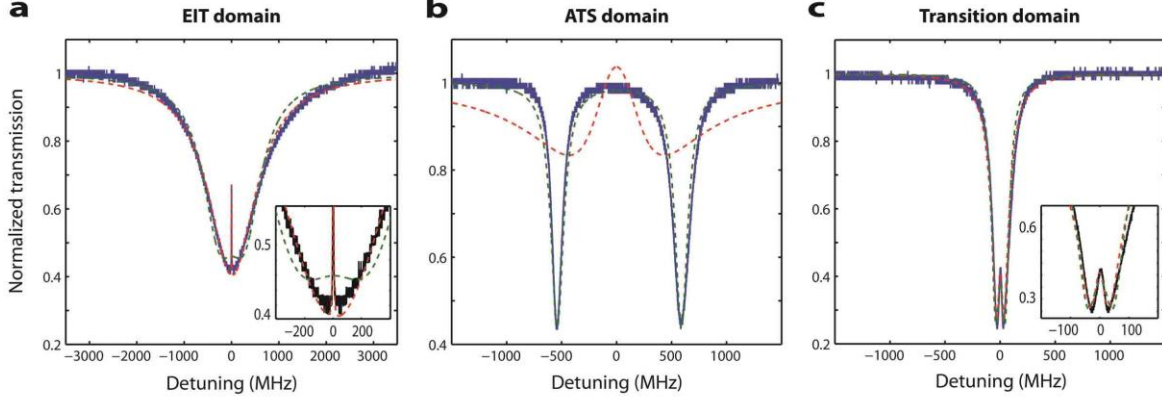 a EIT domain
b ATS domain
c Transition domain
Normalized transmission
1
0.8
0.6
0.4
0.2
0.5
0.4
−200 0 200
−3000 −2000 −1000 0 1000 2000 3000
Detuning (MHz)
1
0.8
0.6
0.4
−1000 −500 0 500 1000
Detuning (MHz)
1
0.8
0.6
0.4
0.2
0.6
0.3
−100 0 100
−1000 −500 0 500 1000
Detuning (MHz)